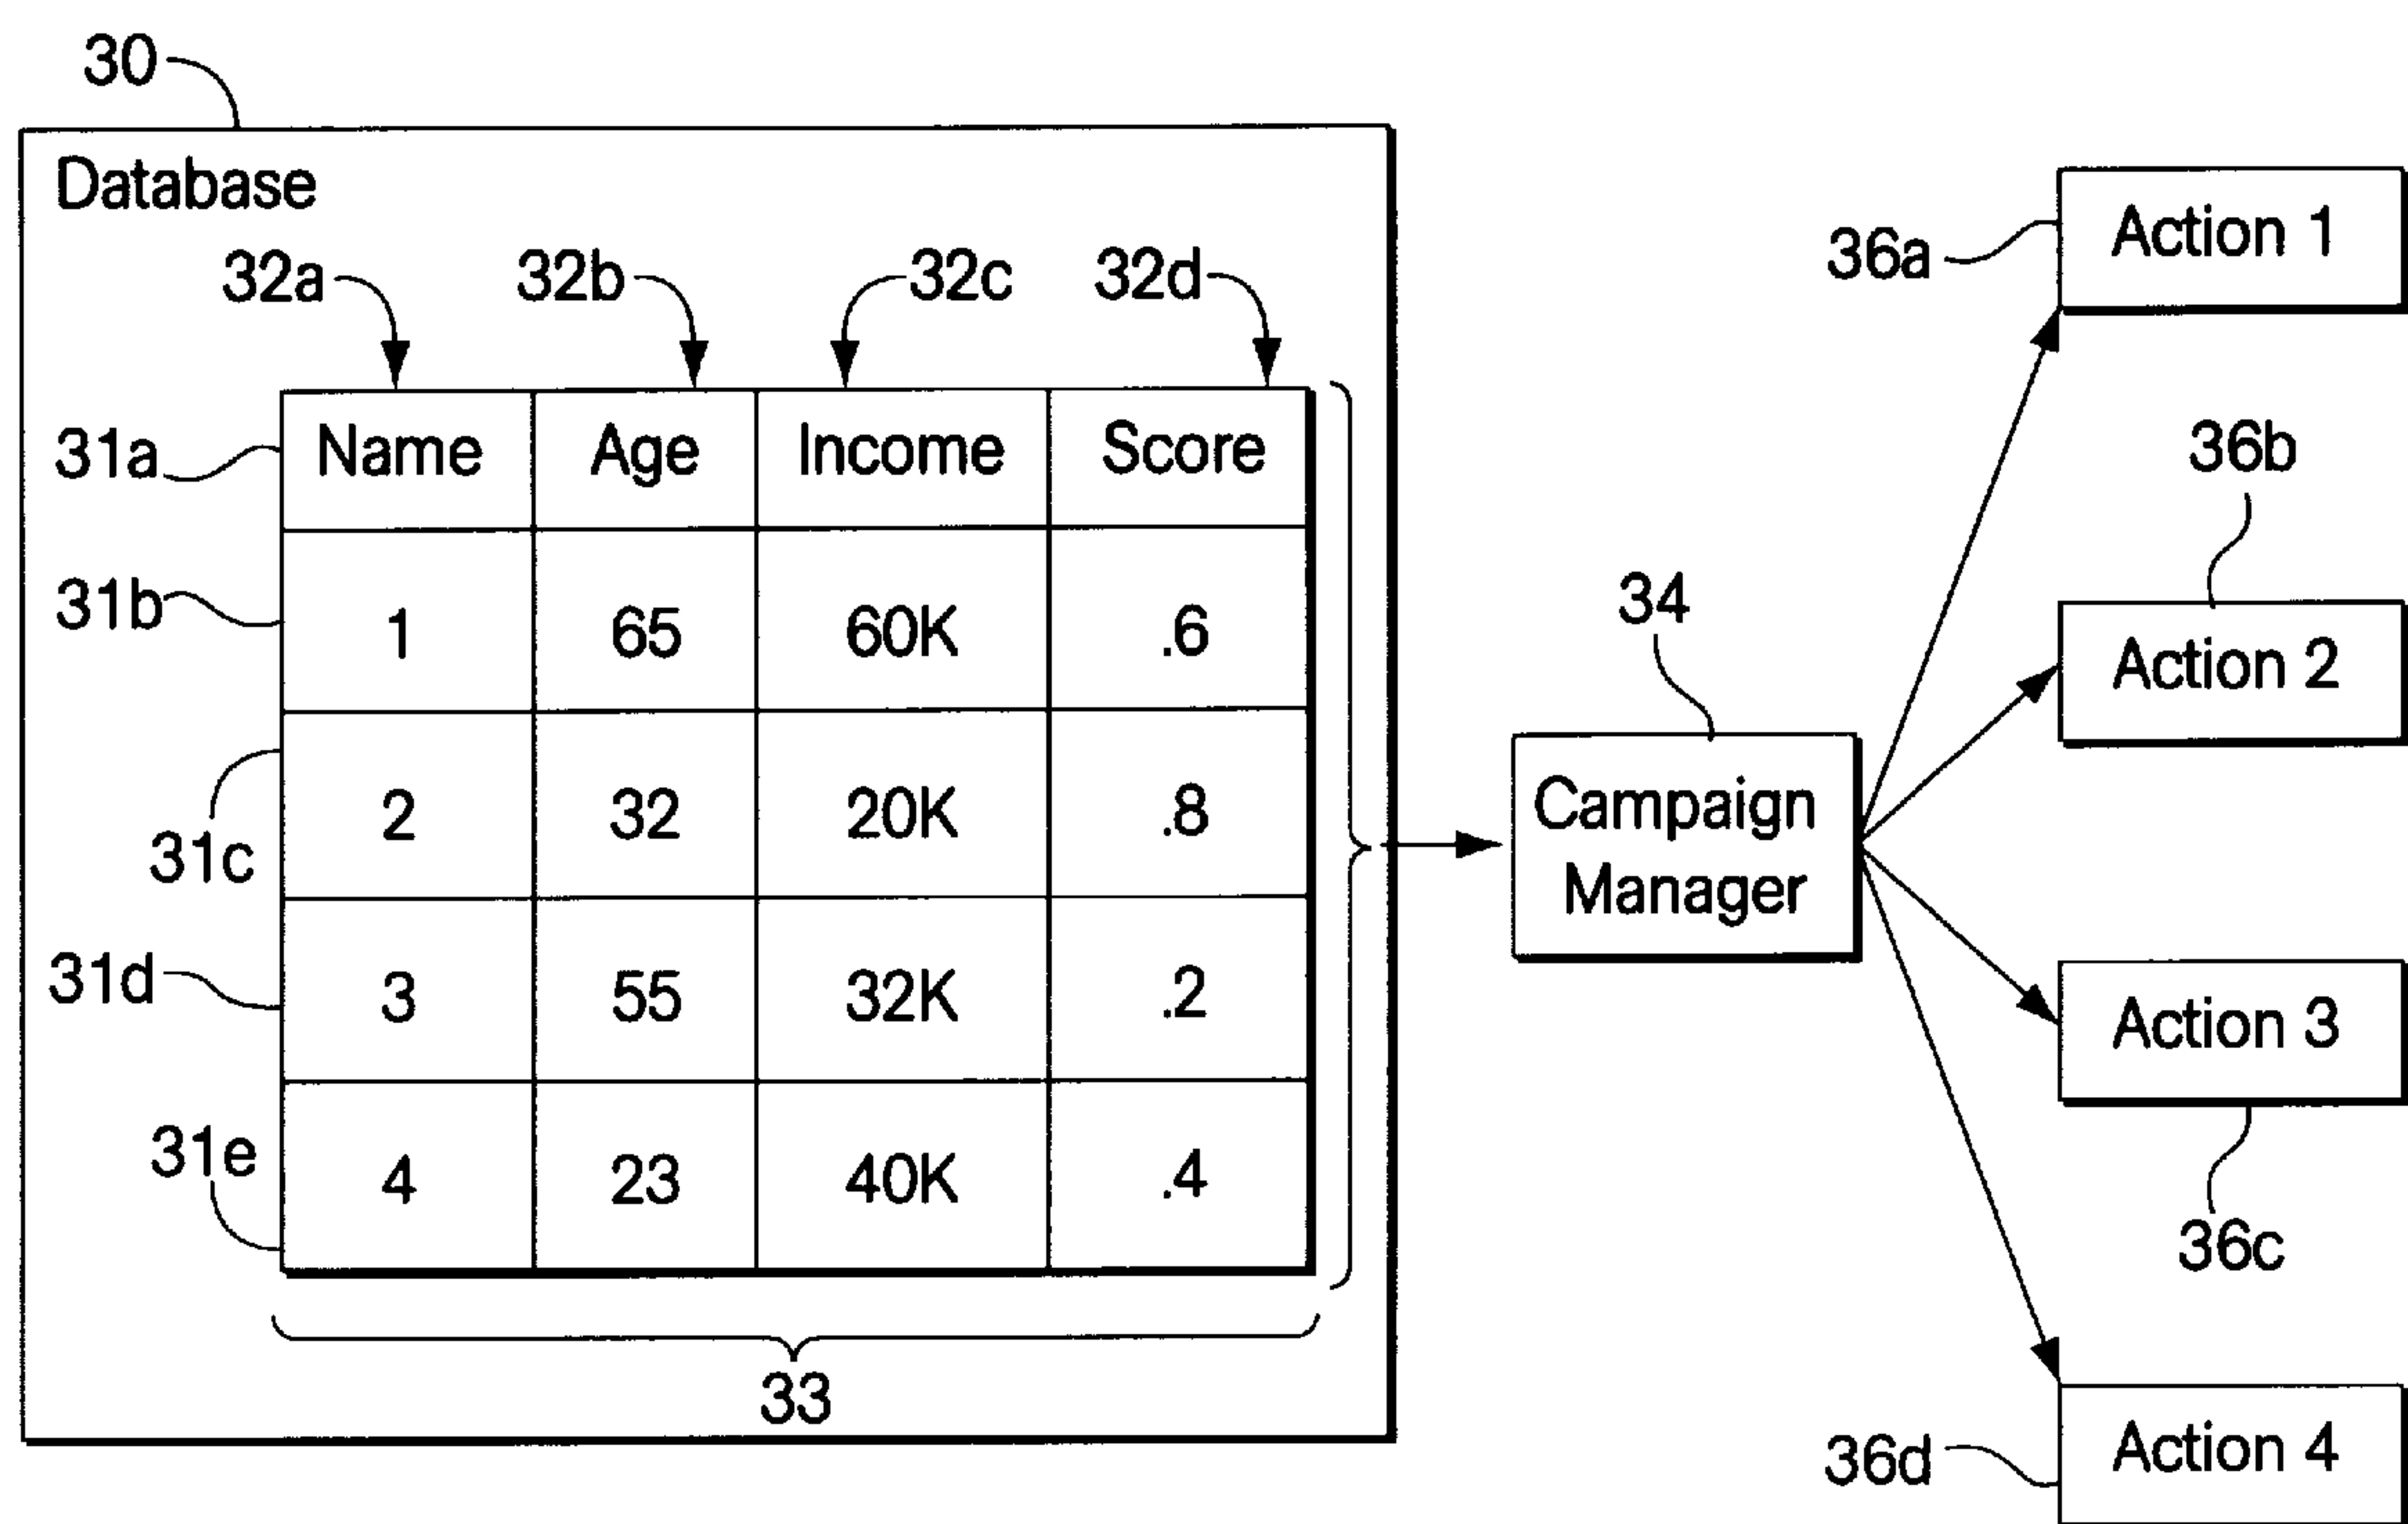 30
Database
32a 32b 32c 32d
31a Name Age Income Score
31b 1 65 60K .6
31c 2 32 20K .8
31d 3 55 32K .2
31e 4 23 40K .4
33
34
Campaign
Manager
36a Action 1
36b
Action 2
Action 3
36c
36d Action 4